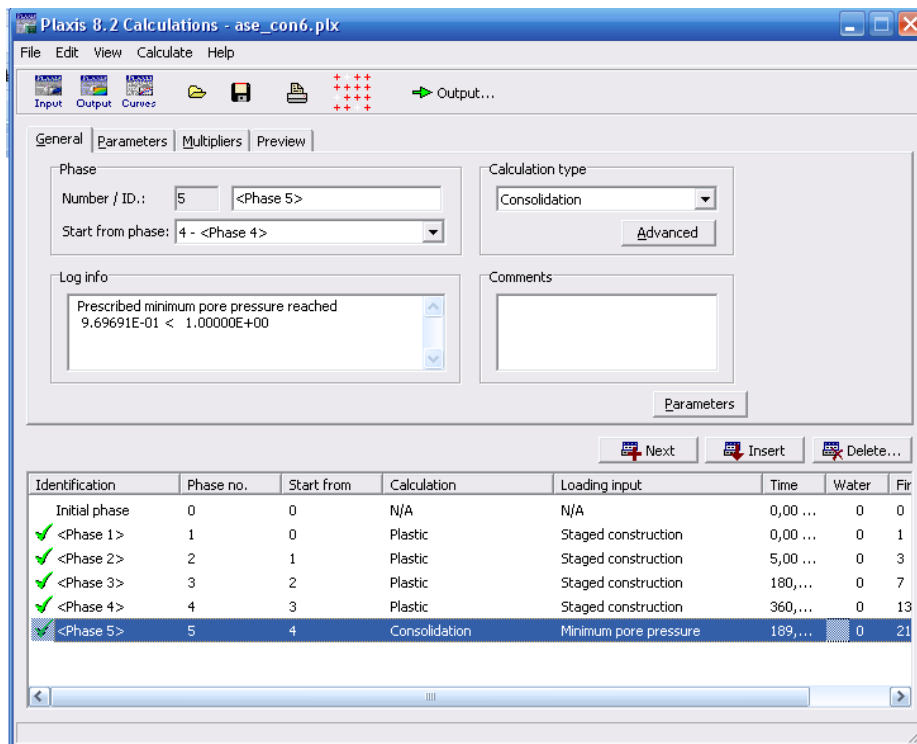 Plaxis 8.2 Calculations - ase_con6.plx
File Edit View Calculate Help
Input Output Curves Output...
General Parameters Multipliers Preview
Phase
Number / ID.: 5 <Phase 5>
Start from phase: 4 - <Phase 4>
Calculation type
Consolidation
Advanced
Log info
Prescribed minimum pore pressure reached
9.69691E-01 < 1.00000E+00
Comments
Parameters
Next Insert Delete...
Identification Phase no. Start from Calculation Loading input Time Water Fir
Initial phase 0 0 N/A N/A 0,00 ... 0 0
<Phase 1> 1 0 Plastic Staged construction 0,00 ... 0 1
<Phase 2> 2 1 Plastic Staged construction 5,00 ... 0 3
<Phase 3> 3 2 Plastic Staged construction 180,... 0 7
<Phase 4> 4 3 Plastic Staged construction 360,... 0 13
<Phase 5> 5 4 Consolidation Minimum pore pressure 189,... 0 21